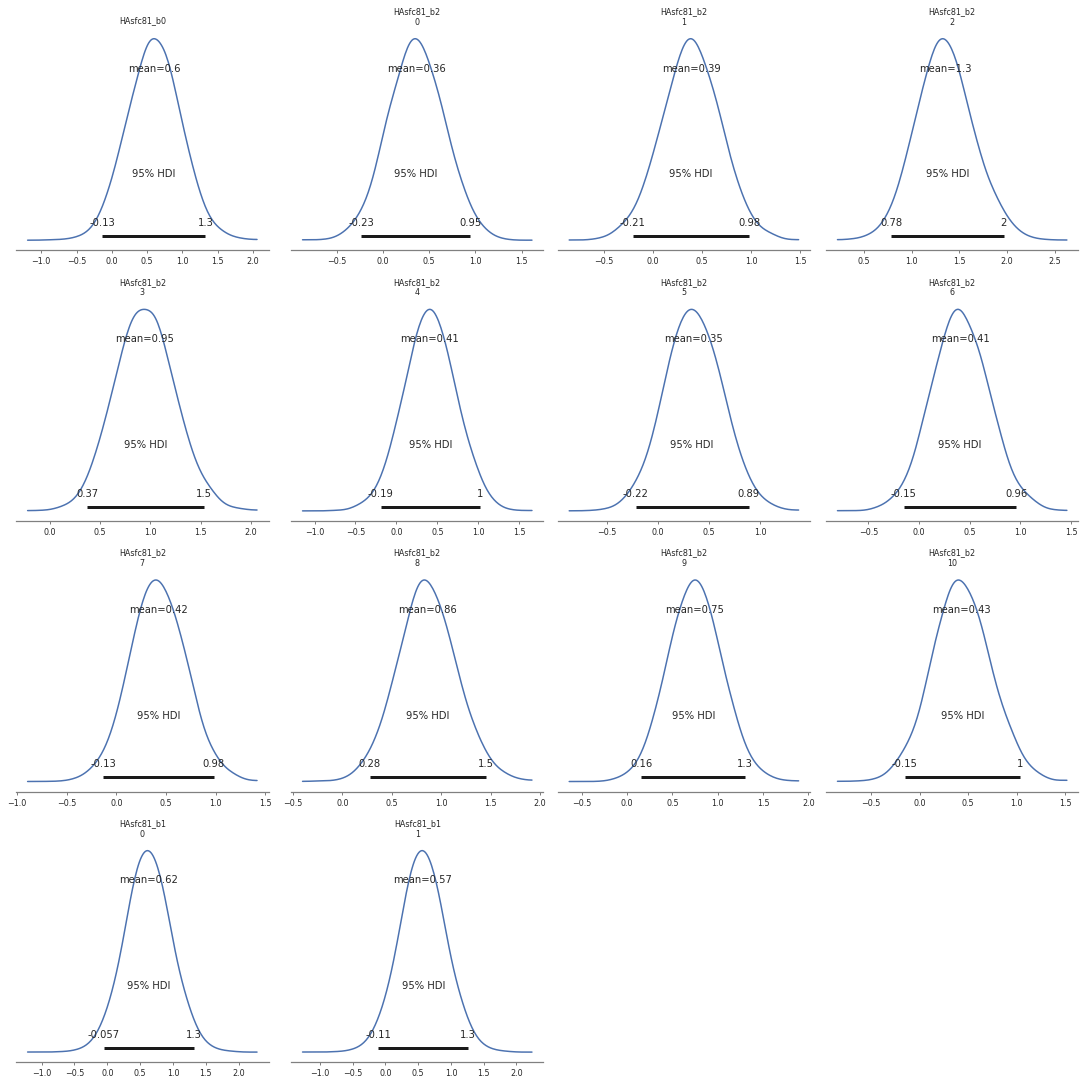 HAsfc81_b0
mean=0.6
95% HDI
-0.13 1.3
−1.0 −0.5 0.0 0.5 1.0 1.5 2.0
HAsfc81_b2
0
mean=0.36
95% HDI
-0.23 0.95
−0.5 0.0 0.5 1.0 1.5
HAsfc81_b2
1
mean=0.39
95% HDI
-0.21 0.98
−0.5 0.0 0.5 1.0 1.5
HAsfc81_b2
2
mean=1.3
95% HDI
0.78 2
0.5 1.0 1.5 2.0 2.5
HAsfc81_b2
3
mean=0.95
95% HDI
0.37 1.5
0.0 0.5 1.0 1.5 2.0
HAsfc81_b2
4
mean=0.41
95% HDI
-0.19 1
−1.0 −0.5 0.0 0.5 1.0 1.5
HAsfc81_b2
5
mean=0.35
95% HDI
-0.22 0.89
−0.5 0.0 0.5 1.0
HAsfc81_b2
6
mean=0.41
95% HDI
-0.15 0.96
−0.5 0.0 0.5 1.0 1.5
HAsfc81_b2
7
mean=0.42
95% HDI
-0.13 0.98
−1.0 −0.5 0.0 0.5 1.0 1.5
HAsfc81_b2
8
mean=0.86
95% HDI
0.28 1.5
−0.5 0.0 0.5 1.0 1.5 2.0
HAsfc81_b2
9
mean=0.75
95% HDI
0.16 1.3
−0.5 0.0 0.5 1.0 1.5 2.0
HAsfc81_b2
10
mean=0.43
95% HDI
-0.15 1
−0.5 0.0 0.5 1.0 1.5
HAsfc81_b1
0
mean=0.62
95% HDI
-0.057 1.3
−1.0 −0.5 0.0 0.5 1.0 1.5 2.0
HAsfc81_b1
1
mean=0.57
95% HDI
-0.11 1.3
−1.0 −0.5 0.0 0.5 1.0 1.5 2.0